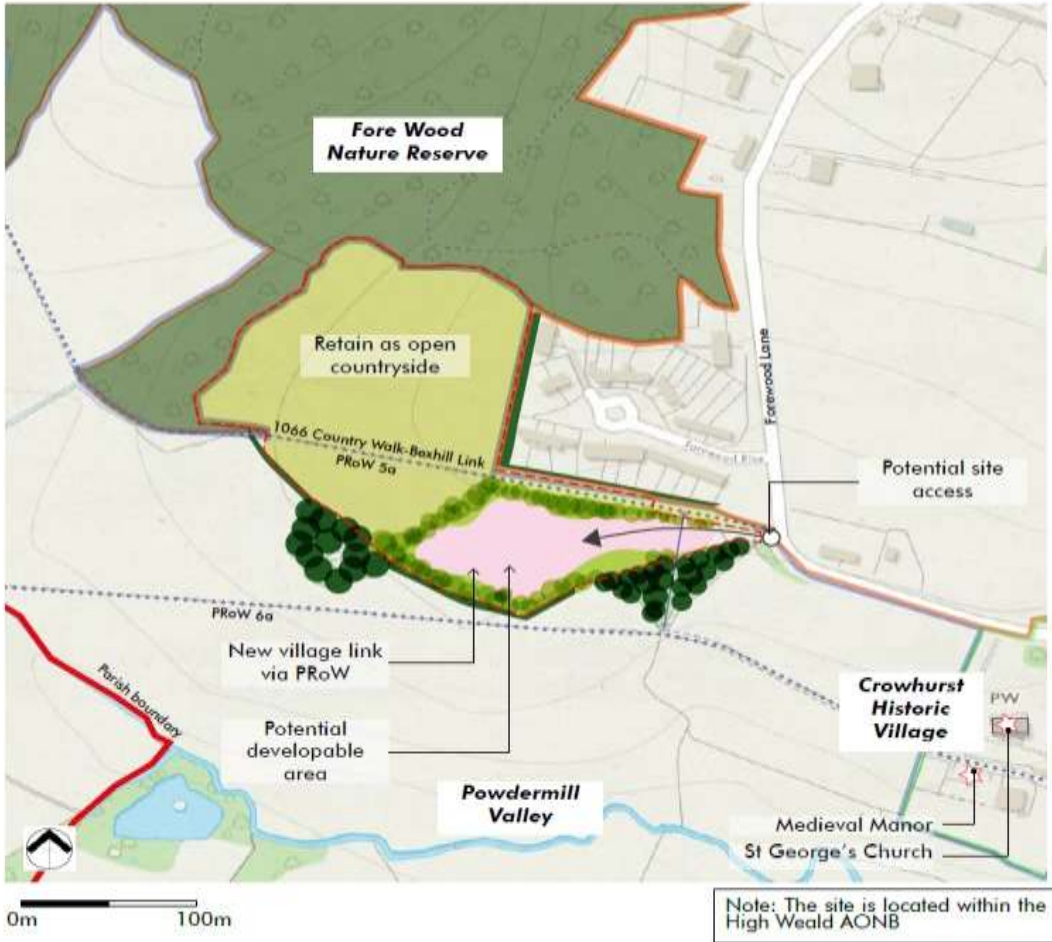 Fore Wood
Nature Reserve
Retain as open
countryside
Forewood Lane
1066 Country Walk-Bexhill Link
PRoW 5a
Forewood Rise
Potential site
access
PRoW 6a
New village link
via PRoW
Parish boundary
Potential
developable
area
Crowhurst
Historic
Village
PW
Powdermill
Valley
Medieval Manor
St George's Church
0m
100m
Note: The site is located within the
High Weald AONB